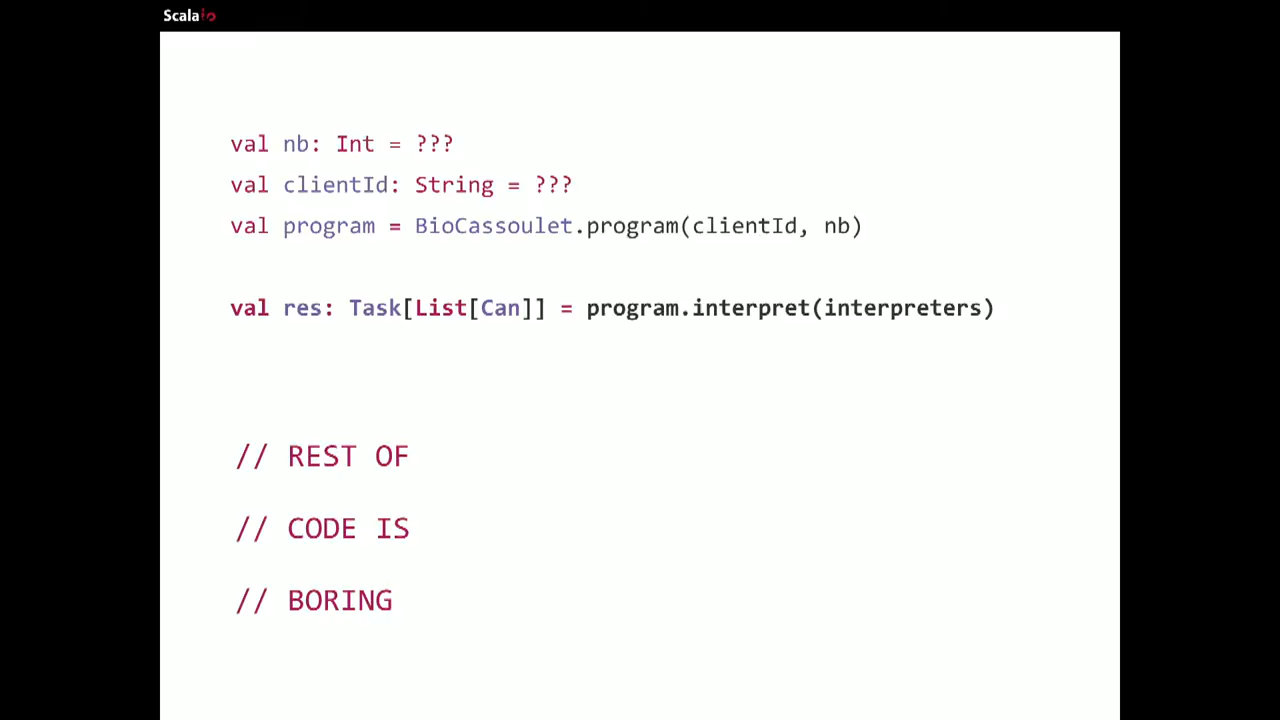 Scala io
val nb: Int = ???
val clientId: String = ???
val program = BioCassoulet.program(clientId, nb)
val res: Task[List[Can]] = program.interpret(interpreters)
// REST OF
// CODE IS
// BORING